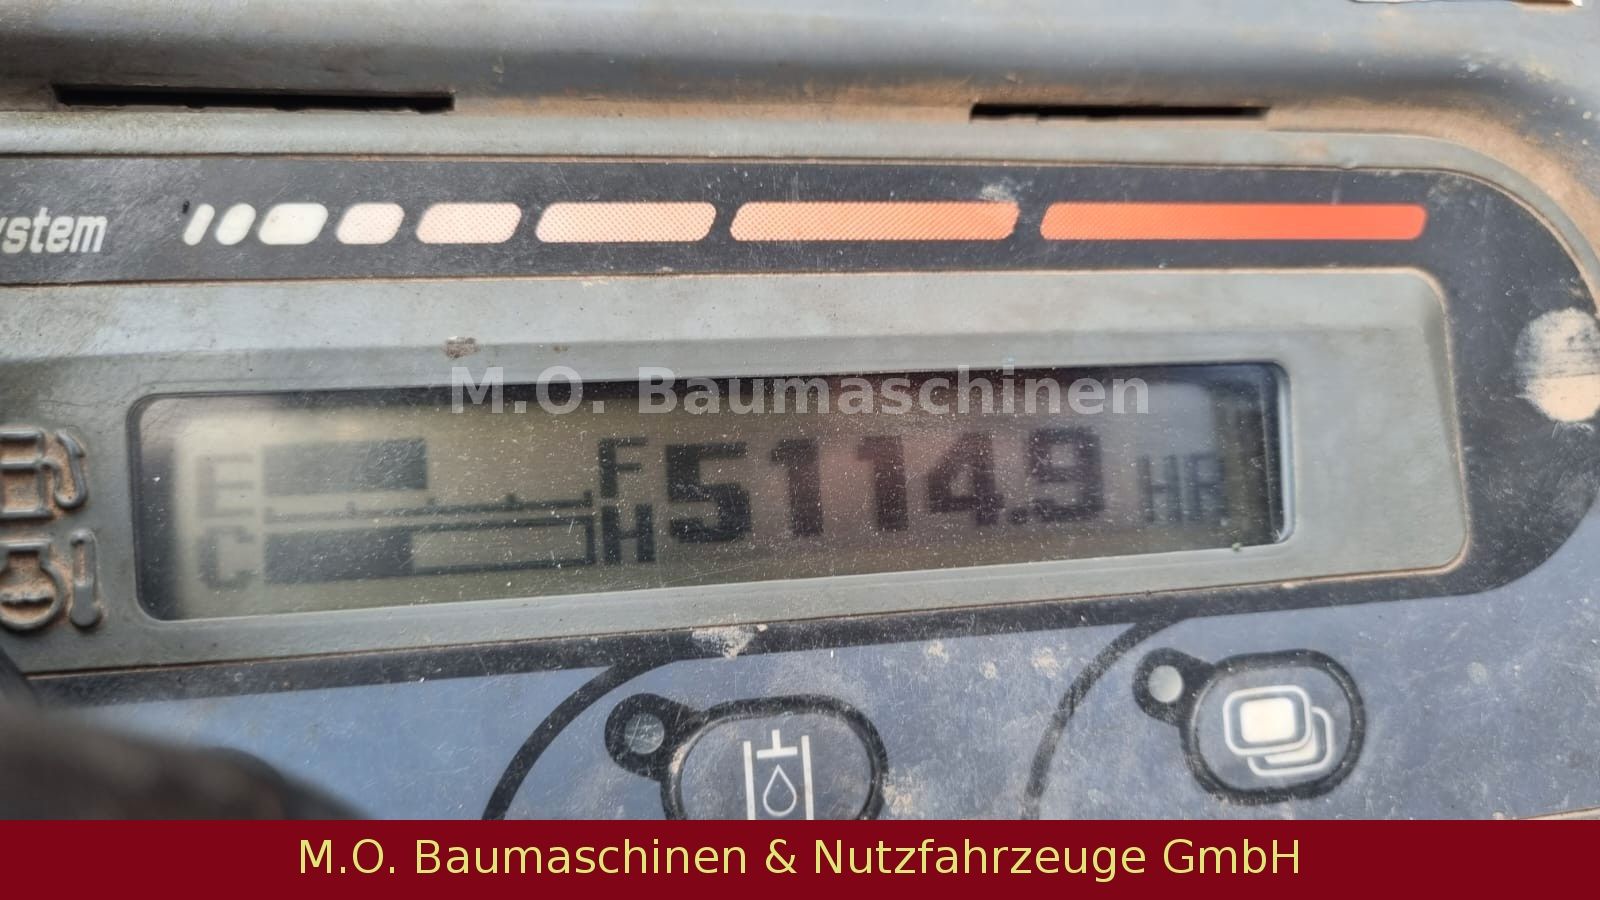 ystem
M.O. Baumaschinen
E F 5114.9 HR
C H
M.O. Baumaschinen & Nutzfahrzeuge GmbH